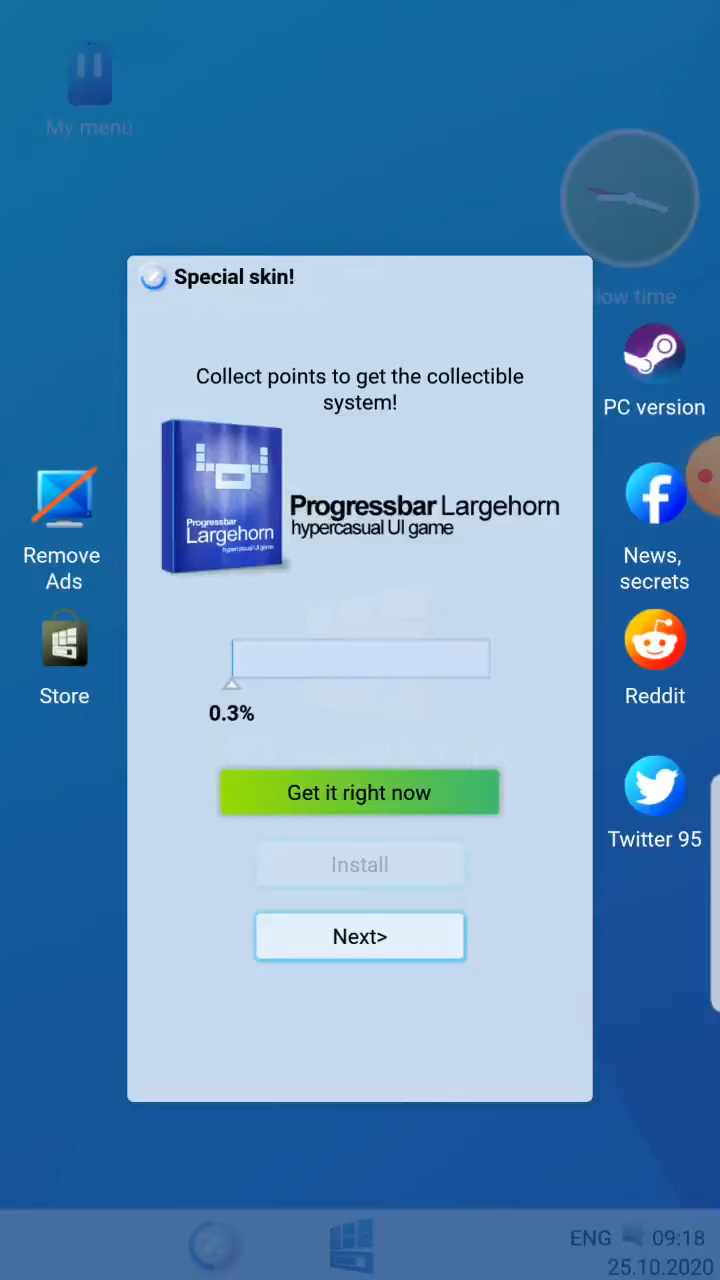 My menu
low time
Special skin!
Collect points to get the collectible
system!
Progressbar
Largehorn
hypercasual UI game
Progressbar Largehorn
hypercasual UI game
PC version
Remove
Ads
News,
secrets
Store
Reddit
0.3%
Get it right now
Twitter 95
Install
Next>
ENG 09:18
25.10.2020